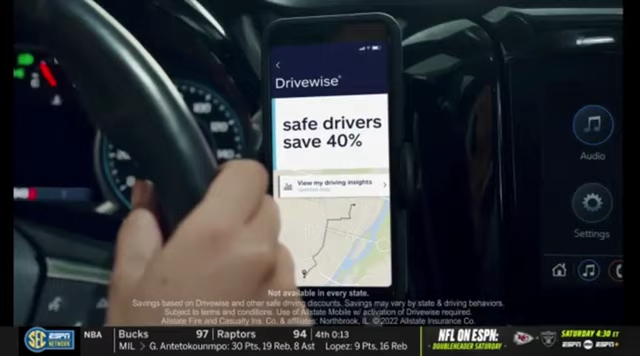 Drivewise®
safe drivers
save 40%
View my driving insights
Audio
Settings
Not available in every state.
Savings based on Drivewise and other safe driving discounts. Savings may vary by state & driving behaviors.
Subject to terms and conditions. Use of Allstate Mobile w/ activation of Drivewise required.
Allstate Fire and Casualty Ins. Co. & affiliates: Northbrook, IL. ©2022 Allstate Insurance Co.
SEC ESPN NETWORK
NBA
Bucks 97
Raptors 94
4th 0:13
MIL > G. Antetokounmpo: 30 Pts, 19 Reb, 8 Ast Lopez: 9 Pts, 16 Reb
NFL ON ESPN:
DOUBLEHEADER SATURDAY
SATURDAY 4:30 ET
ESPN abc ESPN+